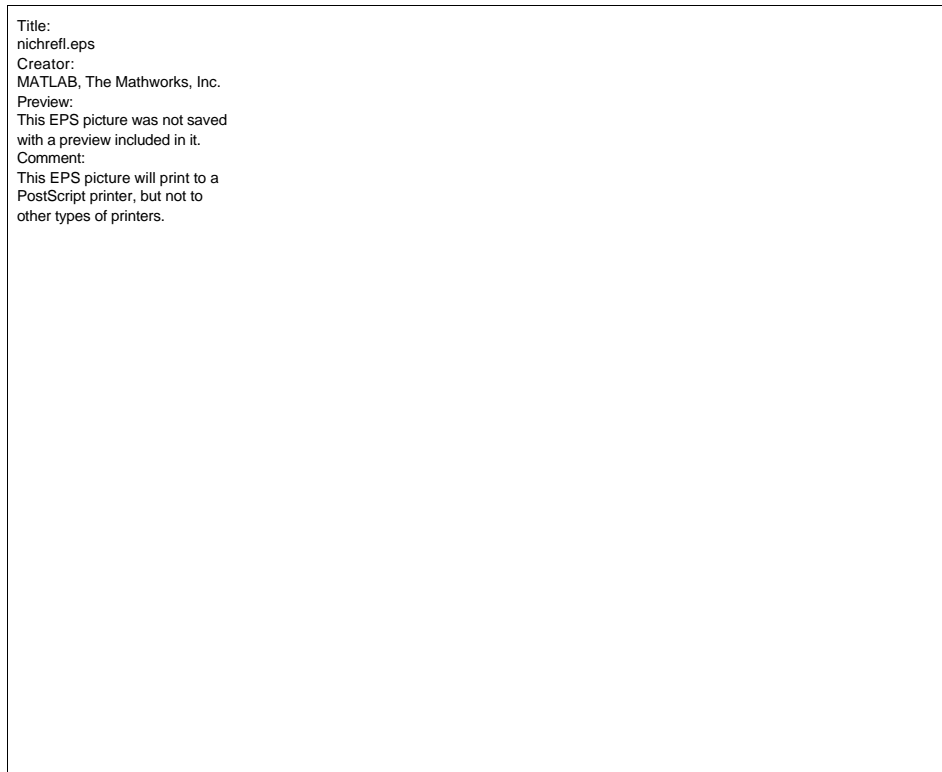 Title:
nichrefl.eps
Creator:
MATLAB, The Mathworks, Inc.
Preview:
This EPS picture was not saved
with a preview included in it.
Comment:
This EPS picture will print to a
PostScript printer, but not to
other types of printers.